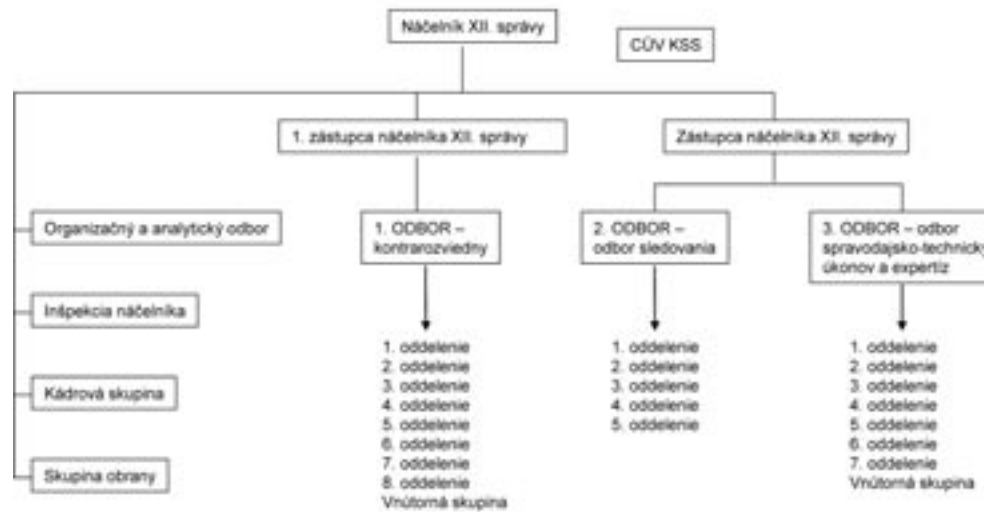 Náčelník XII. správy
CÚV KSS
1. zástupca náčelníka XII. správy
Zástupca náčelníka XII. správy
Organizačný a analytický odbor
Inšpekcia náčelníka
Kádrová skupina
Skupina obrany
1. ODBOR –
kontrarozviedny
1. oddelenie
2. oddelenie
3. oddelenie
4. oddelenie
5. oddelenie
6. oddelenie
7. oddelenie
8. oddelenie
Vnútorná skupina
2. ODBOR –
odbor sledovania
1. oddelenie
2. oddelenie
3. oddelenie
4. oddelenie
5. oddelenie
3. ODBOR – odbor
spravodajsko-technický
úkonov a expertíz
1. oddelenie
2. oddelenie
3. oddelenie
4. oddelenie
5. oddelenie
6. oddelenie
7. oddelenie
Vnútorná skupina